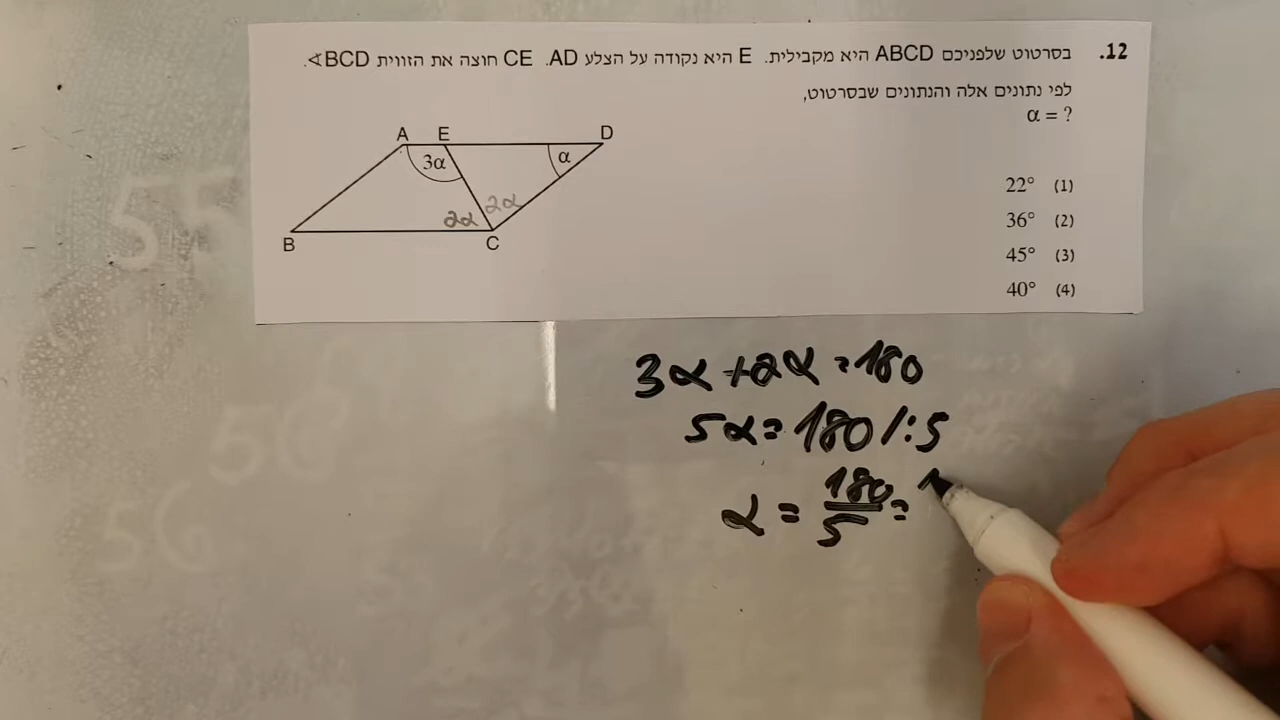 12. בסרטוט שלפניכם ABCD היא מקבילית. E היא נקודה על הצלע AD. CE חוצה את הזווית ∢BCD.
לפי נתונים אלה והנתונים שבסרטוט,
α = ?
(1) 22°
(2) 36°
(3) 45°
(4) 40°
A E D
3α α
2α 2α
B C
3α+2α=180
5α=180/:5
α = 180/5 =